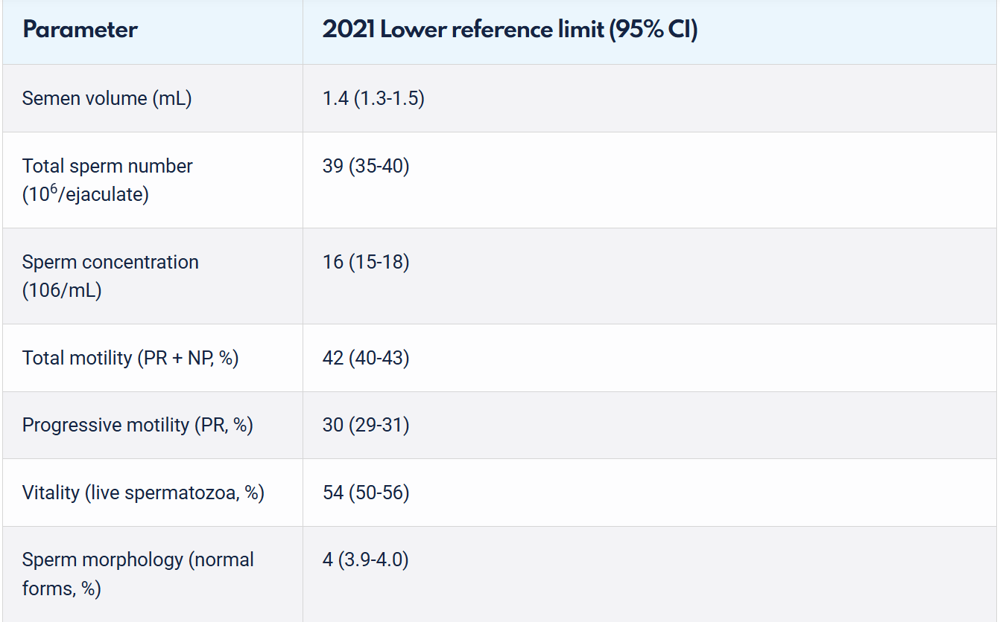 Parameter
2021 Lower reference limit (95% CI)
Semen volume (mL)
1.4 (1.3-1.5)
Total sperm number
(10⁶/ejaculate)
39 (35-40)
Sperm concentration
(106/mL)
16 (15-18)
Total motility (PR + NP, %)
42 (40-43)
Progressive motility (PR, %)
30 (29-31)
Vitality (live spermatozoa, %)
54 (50-56)
Sperm morphology (normal
forms, %)
4 (3.9-4.0)